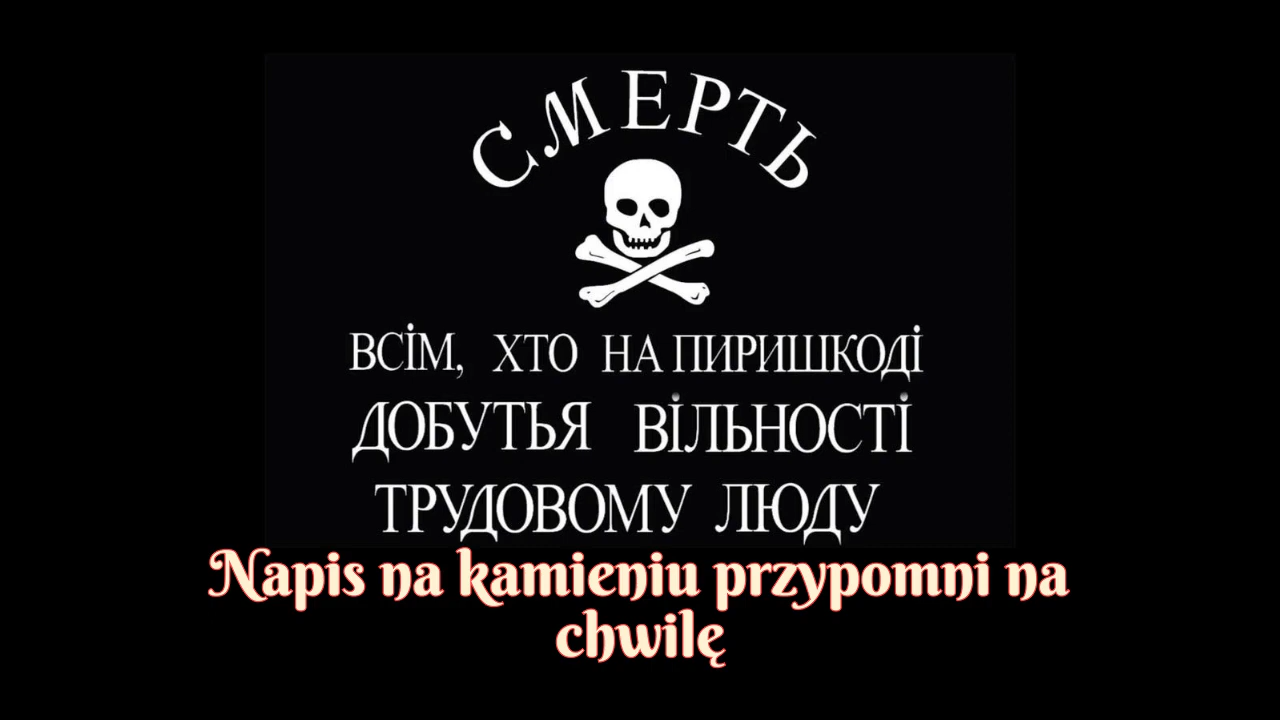 СМЕРТЬ
ВСІМ, ХТО НА ПИРИШКОДІ
ДОБУТЬЯ ВІЛЬНОСТІ
ТРУДОВОМУ ЛЮДУ
Napis na kamieniu przypomni na
chwilę